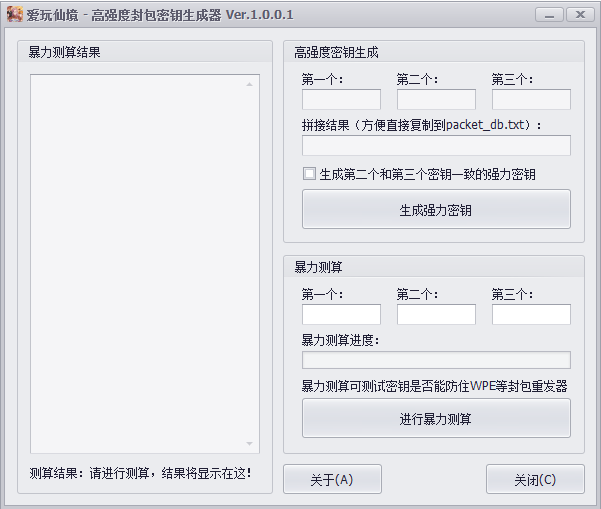 爱玩仙境 - 高强度封包密钥生成器 Ver.1.0.0.1
暴力测算结果
测算结果：请进行测算，结果将显示在这！
高强度密钥生成
第一个： 第二个： 第三个：
拼接结果（方便直接复制到packet_db.txt）：
生成第二个和第三个密钥一致的强力密钥
生成强力密钥
暴力测算
第一个： 第二个： 第三个：
暴力测算进度：
暴力测算可测试密钥是否能防住WPE等封包重发器
进行暴力测算
关于(A) 关闭(C)